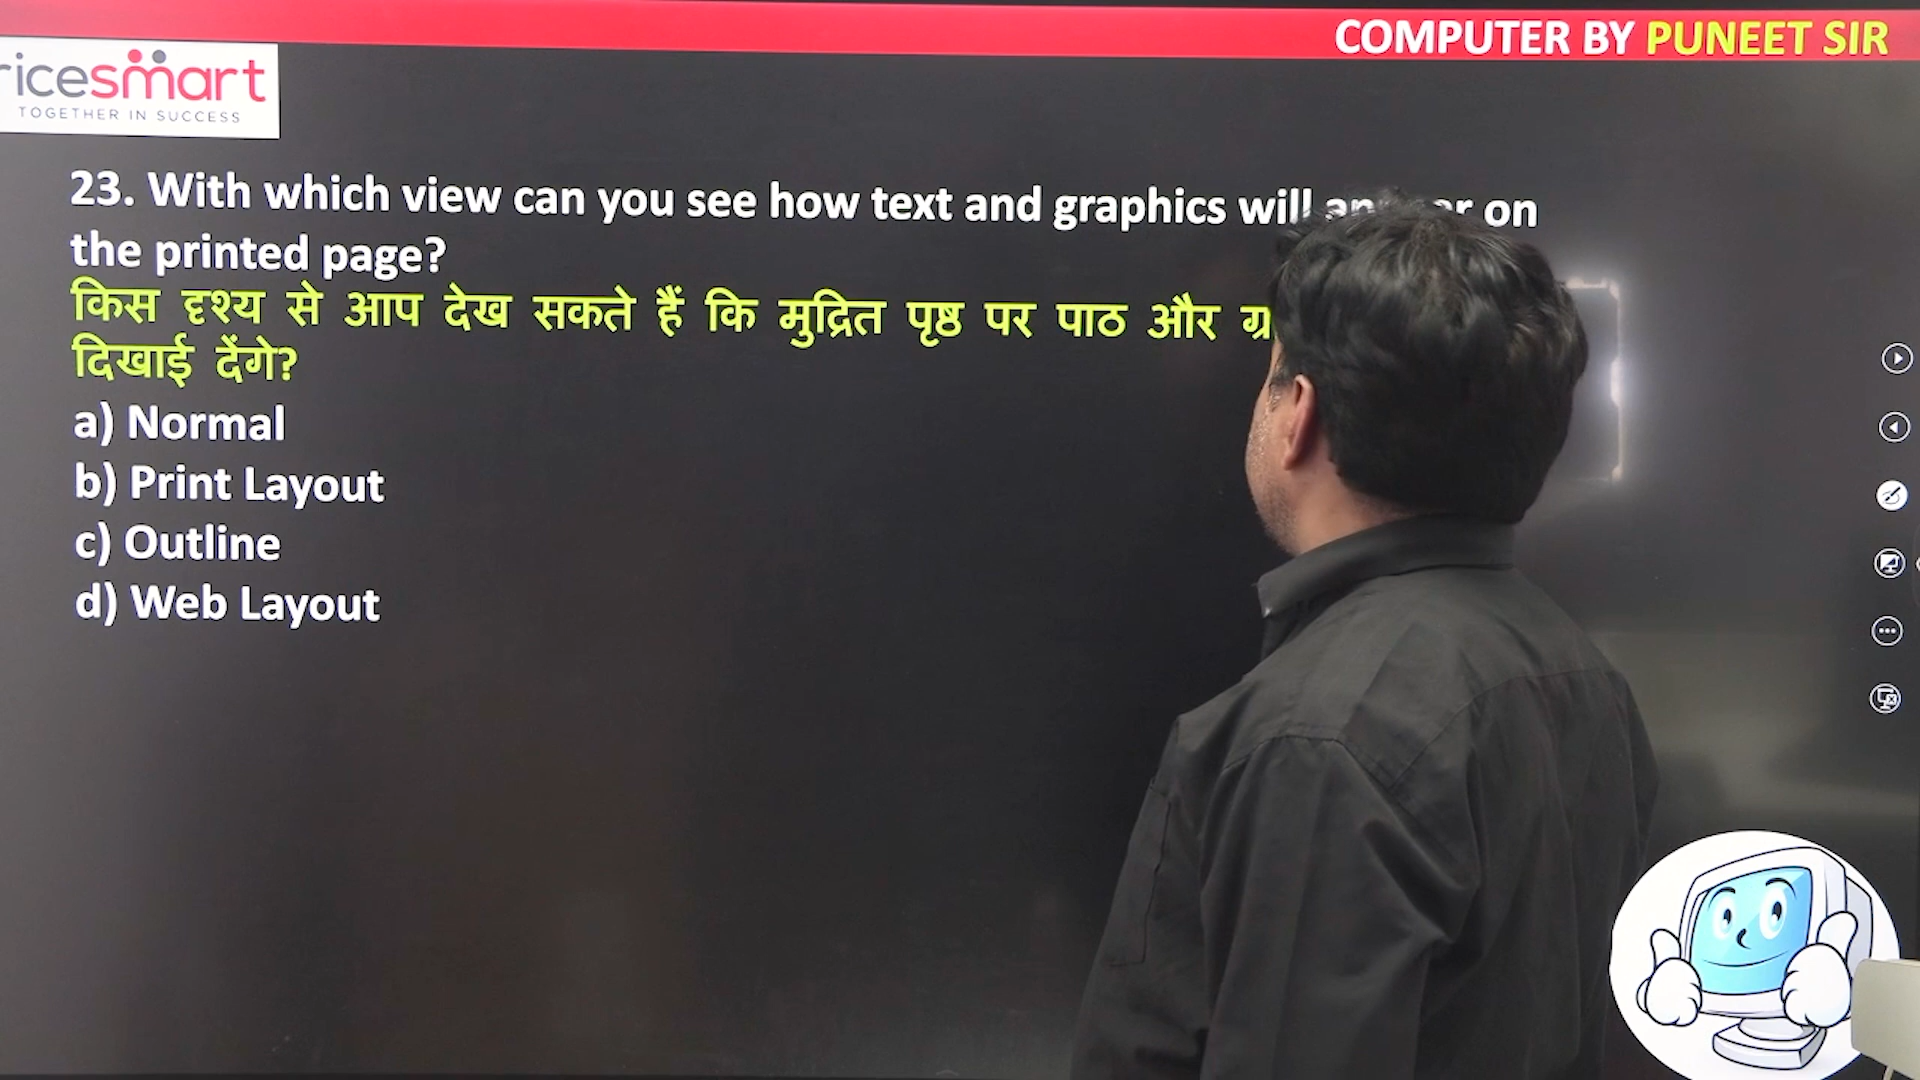 COMPUTER BY PUNEET SIR
ricesmart
TOGETHER IN SUCCESS
23. With which view can you see how text and graphics will on
the printed page?
किस दृश्य से आप देख सकते हैं कि मुद्रित पृष्ठ पर पाठ और
दिखाई देंगे?
a) Normal
b) Print Layout
c) Outline
d) Web Layout